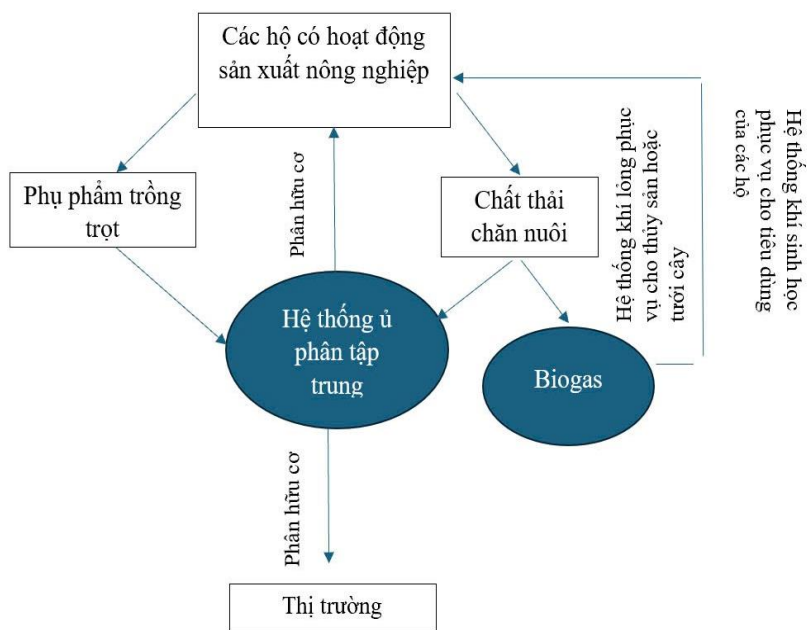 Các hộ có hoạt động
sản xuất nông nghiệp
Phụ phẩm trồng
trọt
Phân hữu cơ
Chất thải
chăn nuôi
Hệ thống khí lỏng phục
vụ cho thủy sản hoặc
tưới cây
Hệ thống khí sinh học
phục vụ cho tiêu dùng
của các hộ
Hệ thống ủ
phân tập
trung
Biogas
Phân hữu cơ
Thị trường